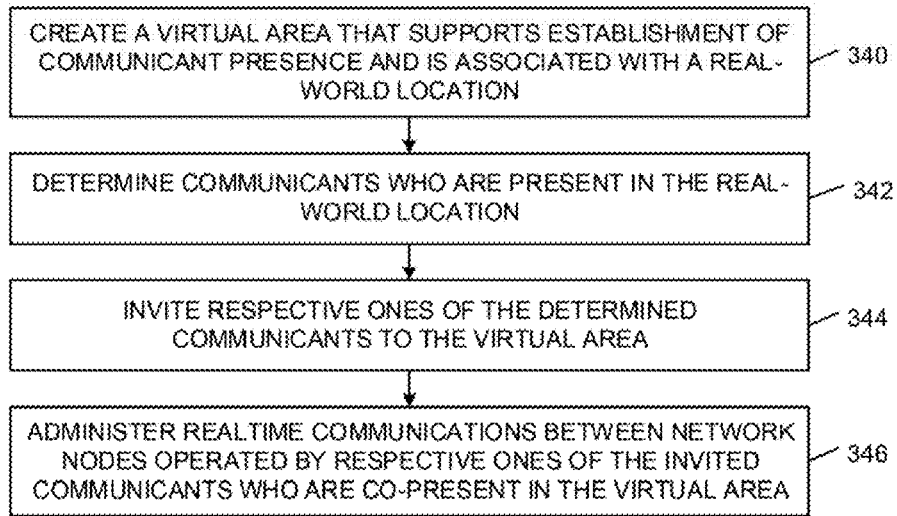 CREATE A VIRTUAL AREA THAT SUPPORTS ESTABLISHMENT OF
COMMUNICANT PRESENCE AND IS ASSOCIATED WITH A REAL-
WORLD LOCATION
340
DETERMINE COMMUNICANTS WHO ARE PRESENT IN THE REAL-
WORLD LOCATION
342
INVITE RESPECTIVE ONES OF THE DETERMINED
COMMUNICANTS TO THE VIRTUAL AREA
344
ADMINISTER REALTIME COMMUNICATIONS BETWEEN NETWORK
NODES OPERATED BY RESPECTIVE ONES OF THE INVITED
COMMUNICANTS WHO ARE CO-PRESENT IN THE VIRTUAL AREA
346